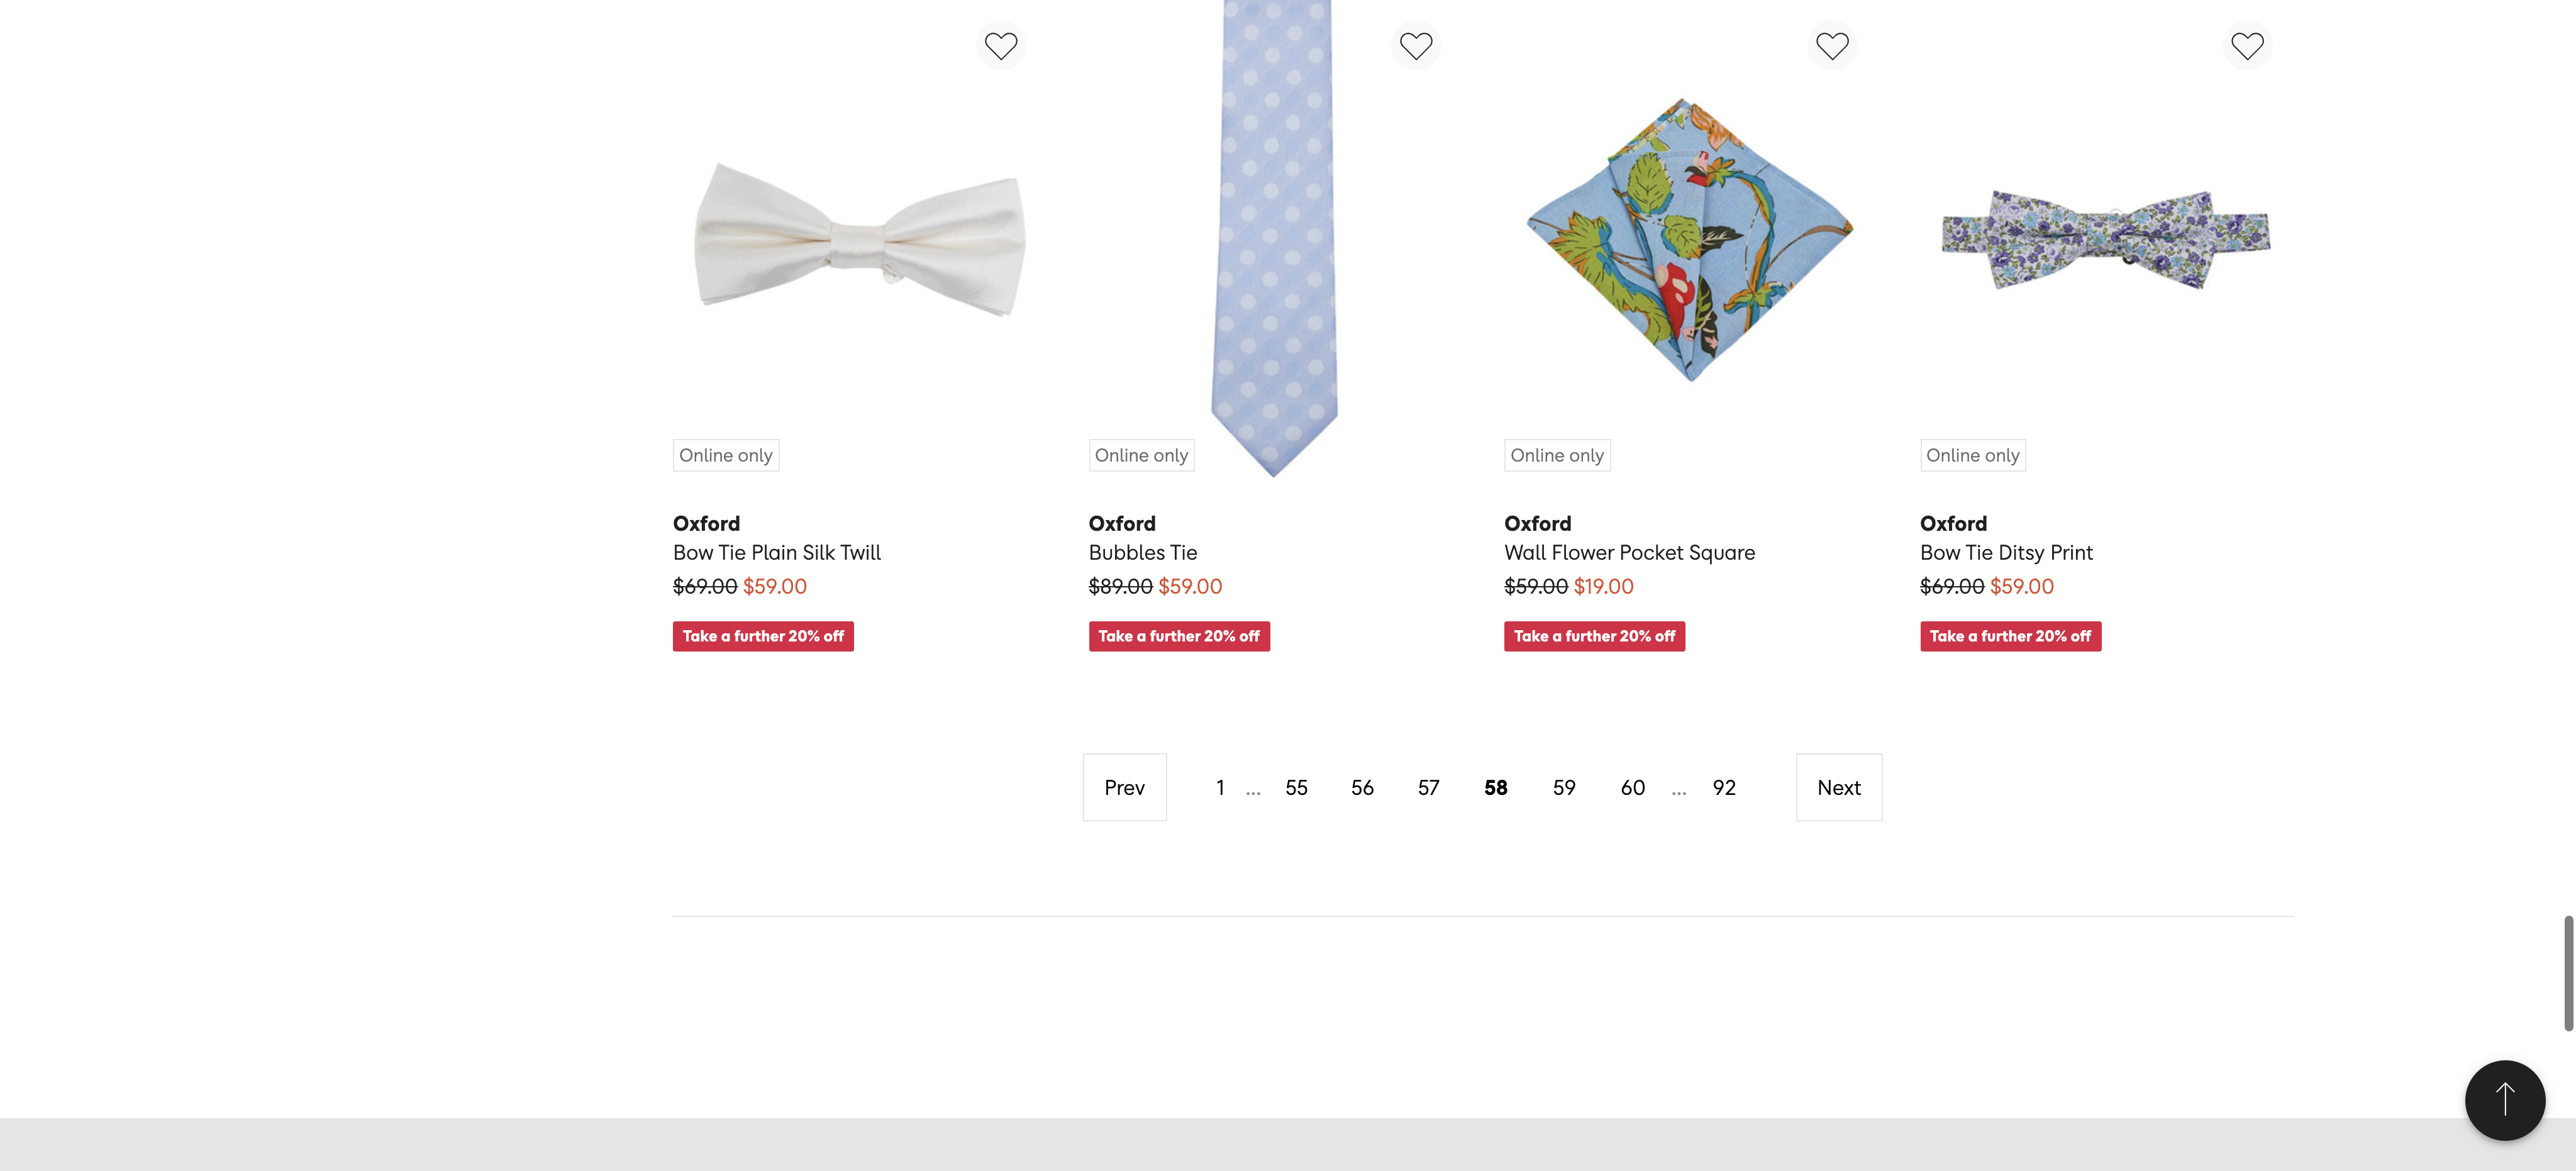 Online only
Oxford
Bow Tie Plain Silk Twill
$69.00 $59.00
Take a further 20% off
Online only
Oxford
Bubbles Tie
$89.00 $59.00
Take a further 20% off
Online only
Oxford
Wall Flower Pocket Square
$59.00 $19.00
Take a further 20% off
Online only
Oxford
Bow Tie Ditsy Print
$69.00 $59.00
Take a further 20% off
Prev 1 ... 55 56 57 58 59 60 ... 92 Next